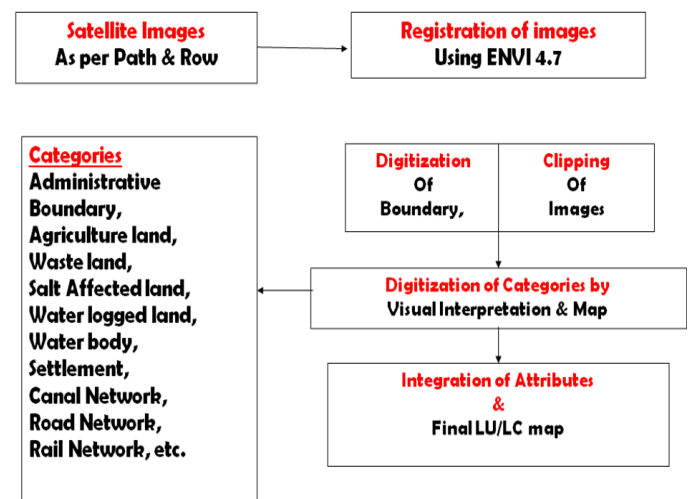 Satellite Images
As per Path & Row
Registration of images
Using ENVI 4.7
Categories
Administrative
Boundary,
Agriculture land,
Waste land,
Salt Affected land,
Water logged land,
Water body,
Settlement,
Canal Network,
Road Network,
Rail Network, etc.
Digitization
Of
Boundary,
Clipping
Of
Images
Digitization of Categories by
Visual Interpretation & Map
Integration of Attributes
&
Final LU/LC map